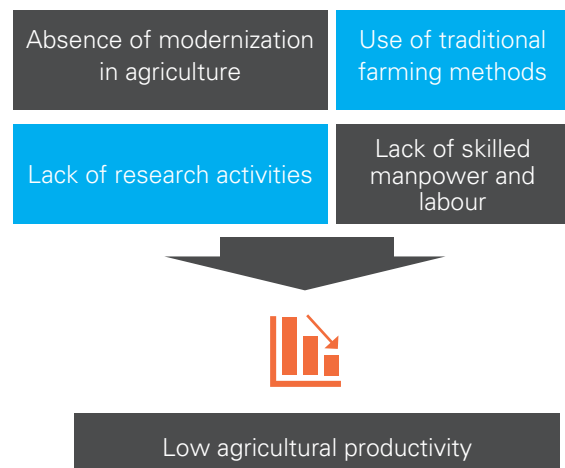 Absence of modernization
in agriculture
Use of traditional
farming methods
Lack of research activities
Lack of skilled
manpower and
labour
Low agricultural productivity